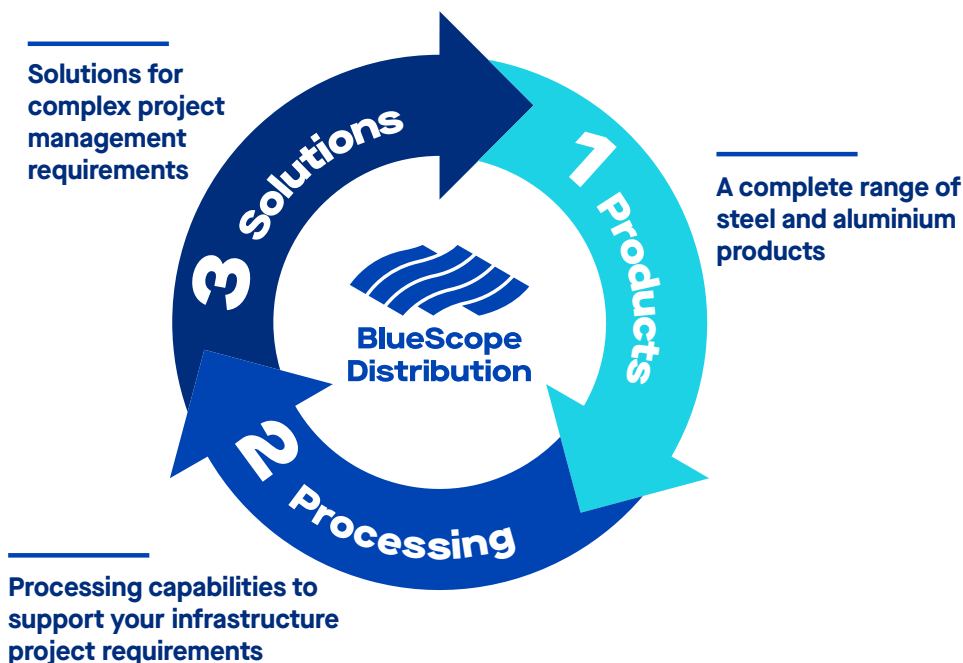 Solutions for
complex project
management
requirements
3 solutions
1 Products
A complete range of
steel and aluminium
products
BlueScope
Distribution
2 Processing
Processing capabilities to
support your infrastructure
project requirements